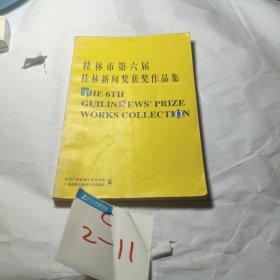 桂林市第六届
桂林新闻奖获奖作品集
THE 6TH
GUILIN NEWS' PRIZE
WORKS COLLECTION
C
2-11